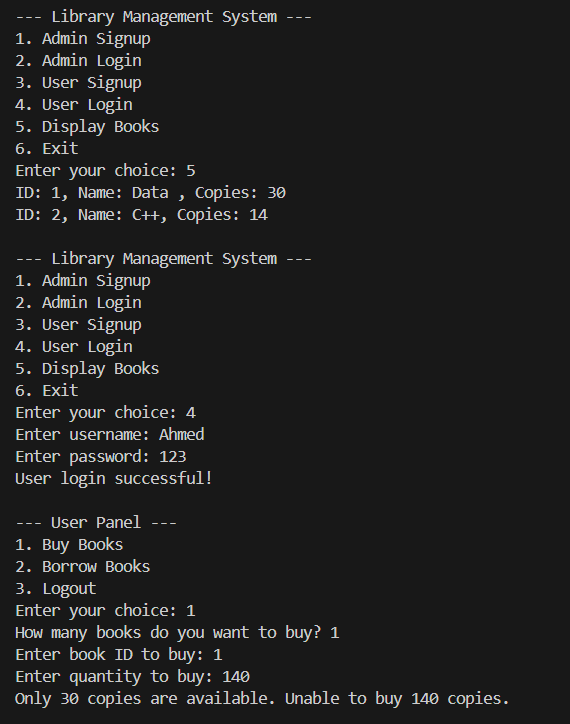 --- Library Management System ---
1. Admin Signup
2. Admin Login
3. User Signup
4. User Login
5. Display Books
6. Exit
Enter your choice: 5
ID: 1, Name: Data , Copies: 30
ID: 2, Name: C++, Copies: 14

--- Library Management System ---
1. Admin Signup
2. Admin Login
3. User Signup
4. User Login
5. Display Books
6. Exit
Enter your choice: 4
Enter username: Ahmed
Enter password: 123
User login successful!

--- User Panel ---
1. Buy Books
2. Borrow Books
3. Logout
Enter your choice: 1
How many books do you want to buy? 1
Enter book ID to buy: 1
Enter quantity to buy: 140
Only 30 copies are available. Unable to buy 140 copies.